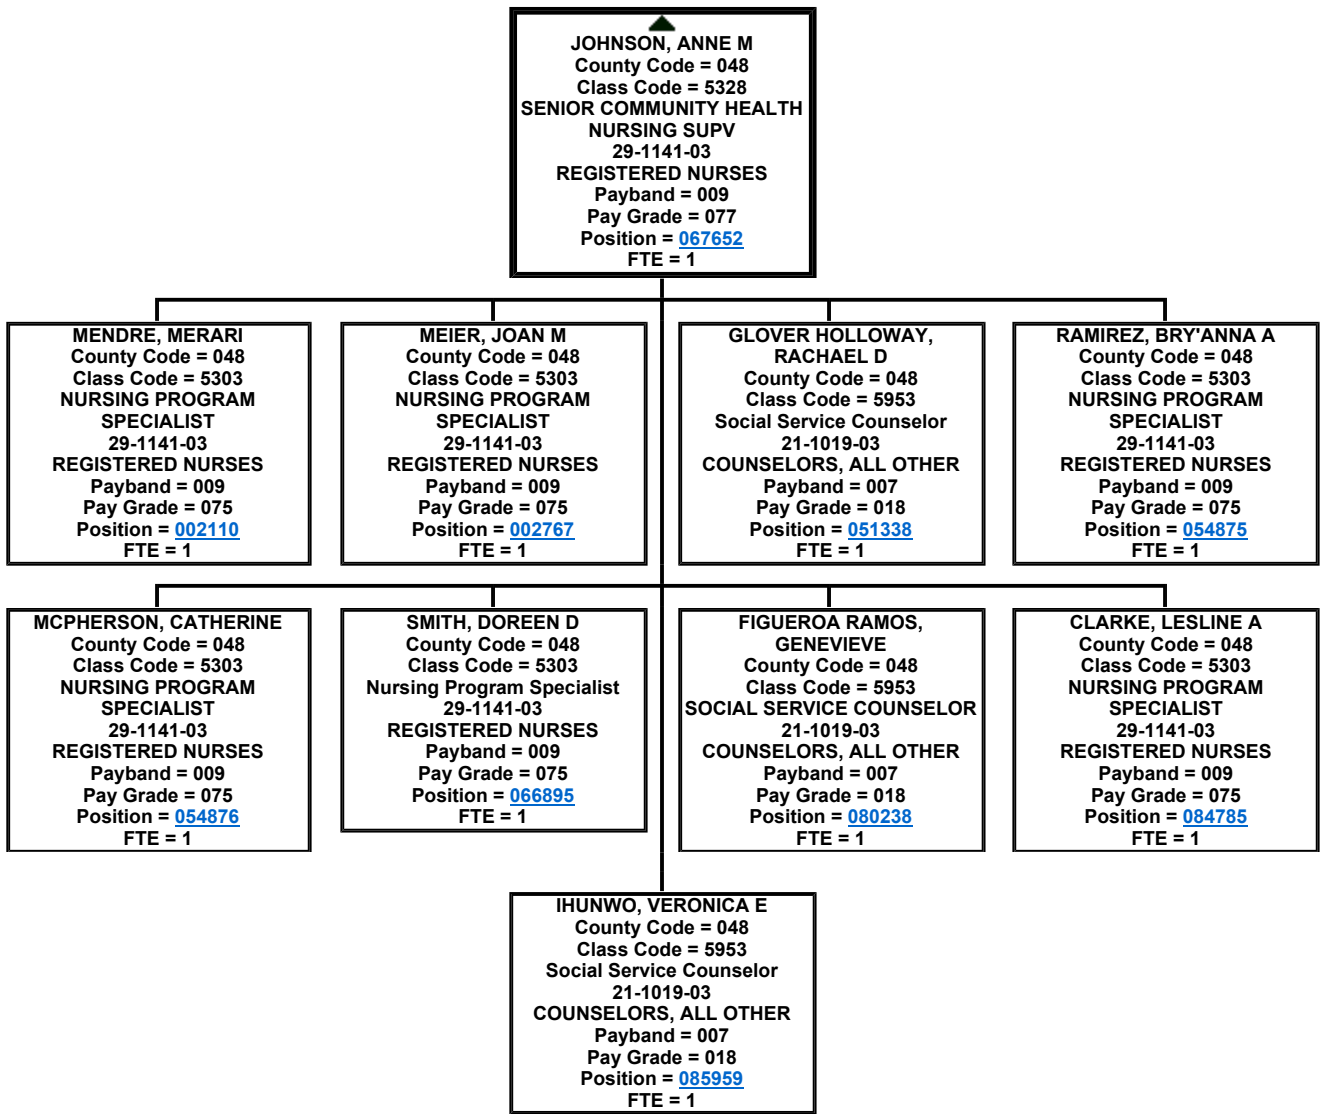 JOHNSON, ANNE M
County Code = 048
Class Code = 5328
SENIOR COMMUNITY HEALTH
NURSING SUPV
29-1141-03
REGISTERED NURSES
Payband = 009
Pay Grade = 077
Position = 067652
FTE = 1
MENDRE, MERARI
County Code = 048
Class Code = 5303
NURSING PROGRAM
SPECIALIST
29-1141-03
REGISTERED NURSES
Payband = 009
Pay Grade = 075
Position = 002110
FTE = 1
MEIER, JOAN M
County Code = 048
Class Code = 5303
NURSING PROGRAM
SPECIALIST
29-1141-03
REGISTERED NURSES
Payband = 009
Pay Grade = 075
Position = 002767
FTE = 1
GLOVER HOLLOWAY,
RACHAEL D
County Code = 048
Class Code = 5953
Social Service Counselor
21-1019-03
COUNSELORS, ALL OTHER
Payband = 007
Pay Grade = 018
Position = 051338
FTE = 1
RAMIREZ, BRY'ANNA A
County Code = 048
Class Code = 5303
NURSING PROGRAM
SPECIALIST
29-1141-03
REGISTERED NURSES
Payband = 009
Pay Grade = 075
Position = 054875
FTE = 1
MCPHERSON, CATHERINE
County Code = 048
Class Code = 5303
NURSING PROGRAM
SPECIALIST
29-1141-03
REGISTERED NURSES
Payband = 009
Pay Grade = 075
Position = 054876
FTE = 1
SMITH, DOREEN D
County Code = 048
Class Code = 5303
Nursing Program Specialist
29-1141-03
REGISTERED NURSES
Payband = 009
Pay Grade = 075
Position = 066895
FTE = 1
FIGUEROA RAMOS,
GENEVIEVE
County Code = 048
Class Code = 5953
SOCIAL SERVICE COUNSELOR
21-1019-03
COUNSELORS, ALL OTHER
Payband = 007
Pay Grade = 018
Position = 080238
FTE = 1
CLARKE, LESLINE A
County Code = 048
Class Code = 5303
NURSING PROGRAM
SPECIALIST
29-1141-03
REGISTERED NURSES
Payband = 009
Pay Grade = 075
Position = 084785
FTE = 1
IHUNWO, VERONICA E
County Code = 048
Class Code = 5953
Social Service Counselor
21-1019-03
COUNSELORS, ALL OTHER
Payband = 007
Pay Grade = 018
Position = 085959
FTE = 1